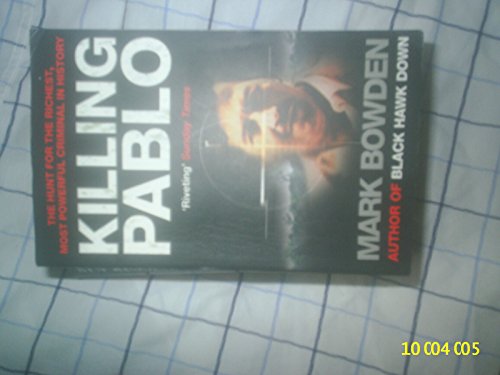 THE HUNT FOR THE RICHEST,
MOST POWERFUL CRIMINAL IN HISTORY
KILLING
PABLO
'Riveting' Sunday Times
MARK BOWDEN
AUTHOR OF BLACK HAWK DOWN
10 004 005